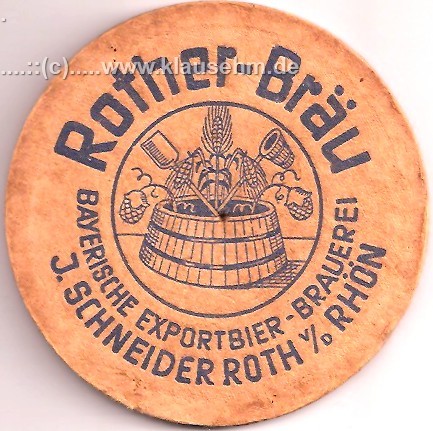 .....::(c).....www.klausehm.de
Rother Bräu
BAYERISCHE EXPORTBIER-BRAUEREI
J. SCHNEIDER ROTH v/D RHÖN